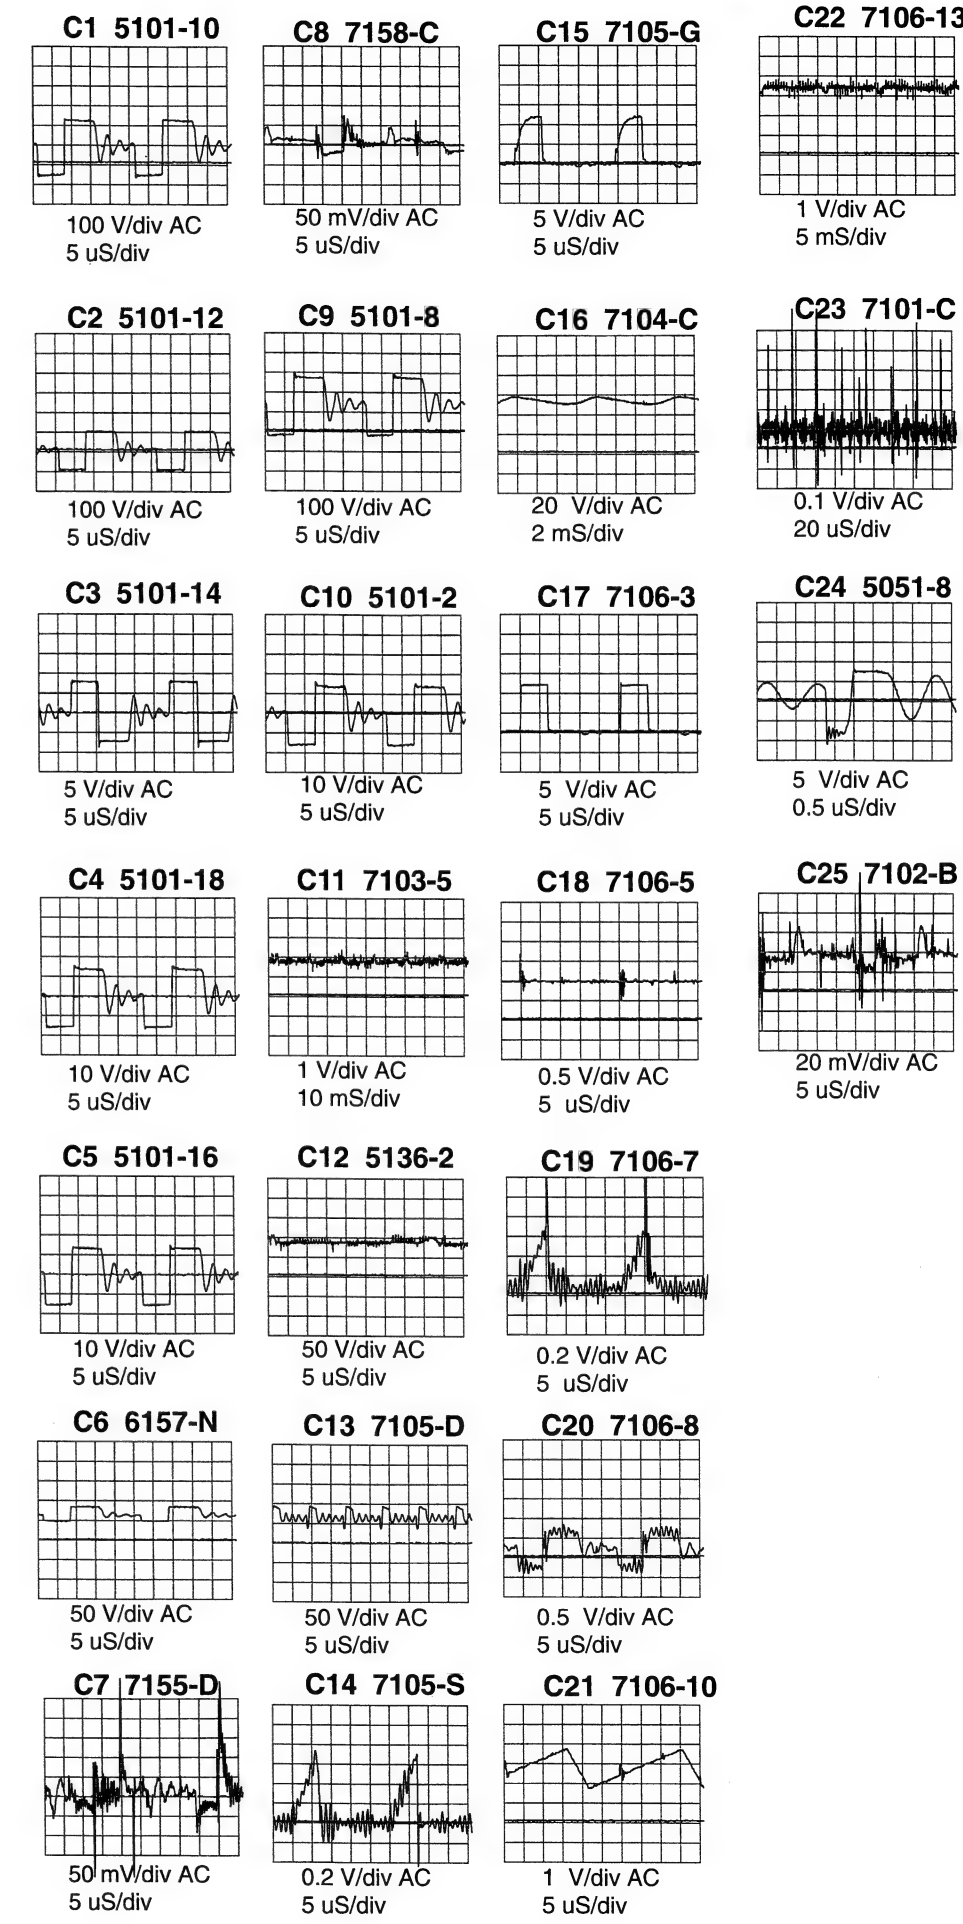 C1 5101-10
100 V/div AC
5 uS/div
C2 5101-12
100 V/div AC
5 uS/div
C3 5101-14
5 V/div AC
5 uS/div
C4 5101-18
10 V/div AC
5 uS/div
C5 5101-16
10 V/div AC
5 uS/div
C6 6157-N
50 V/div AC
5 uS/div
C7 7155-D
50 mV/div AC
5 uS/div
C8 7158-C
50 mV/div AC
5 uS/div
C9 5101-8
100 V/div AC
5 uS/div
C10 5101-2
10 V/div AC
5 uS/div
C11 7103-5
1 V/div AC
10 mS/div
C12 5136-2
50 V/div AC
5 uS/div
C13 7105-D
50 V/div AC
5 uS/div
C14 7105-S
0.2 V/div AC
5 uS/div
C15 7105-G
5 V/div AC
5 uS/div
C16 7104-C
20 V/div AC
2 mS/div
C17 7106-3
5 V/div AC
5 uS/div
C18 7106-5
0.5 V/div AC
5 uS/div
C19 7106-7
0.2 V/div AC
5 uS/div
C20 7106-8
0.5 V/div AC
5 uS/div
C21 7106-10
1 V/div AC
5 uS/div
C22 7106-13
1 V/div AC
5 mS/div
C23 7101-C
0.1 V/div AC
20 uS/div
C24 5051-8
5 V/div AC
0.5 uS/div
C25 7102-B
20 mV/div AC
5 uS/div